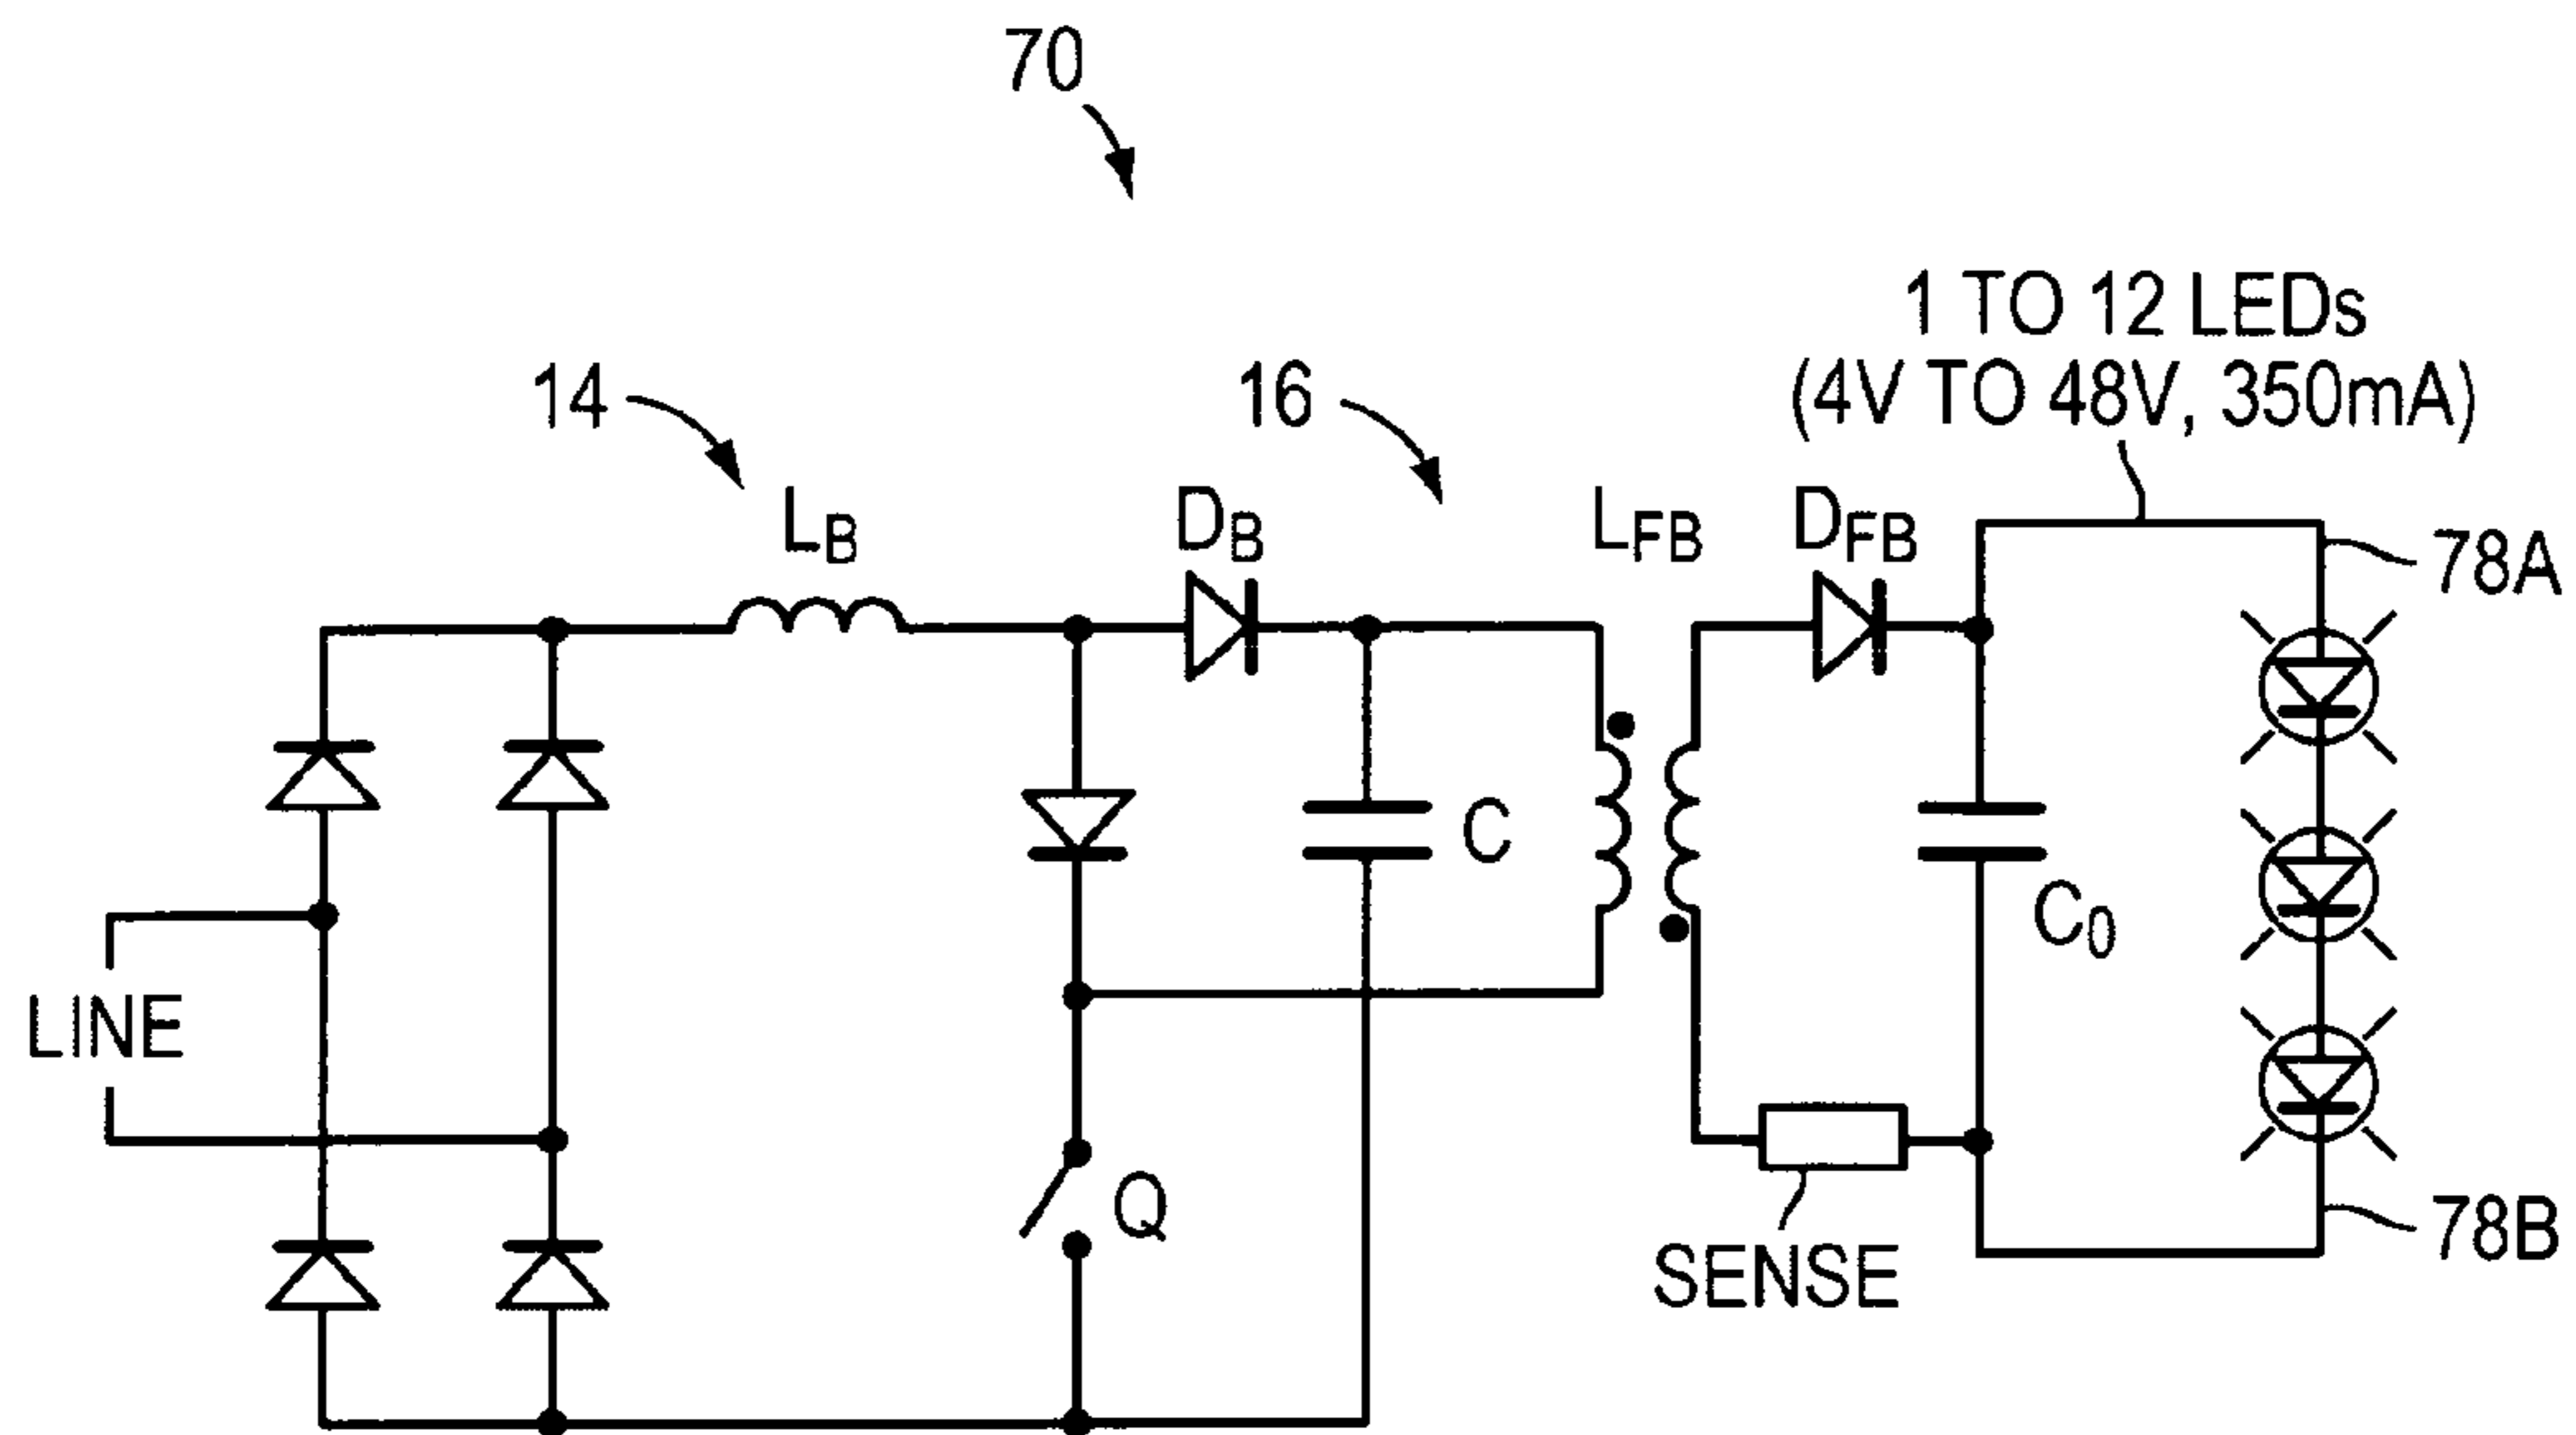 70
1 TO 12 LEDs
(4V TO 48V, 350mA)
14
16
LB
DB
LFB
DFB
78A
C
C0
LINE
Q
SENSE
78B